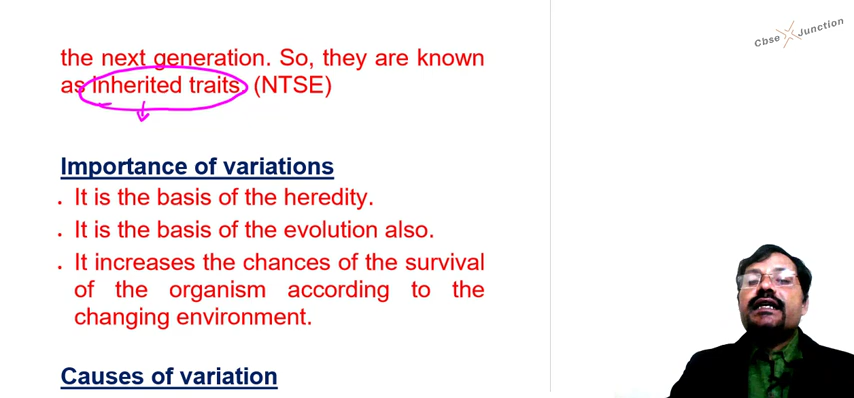 Cbse Junction
the next generation. So, they are known
as inherited traits. (NTSE)
Importance of variations
. It is the basis of the heredity.
. It is the basis of the evolution also.
. It increases the chances of the survival
of the organism according to the
changing environment.
Causes of variation